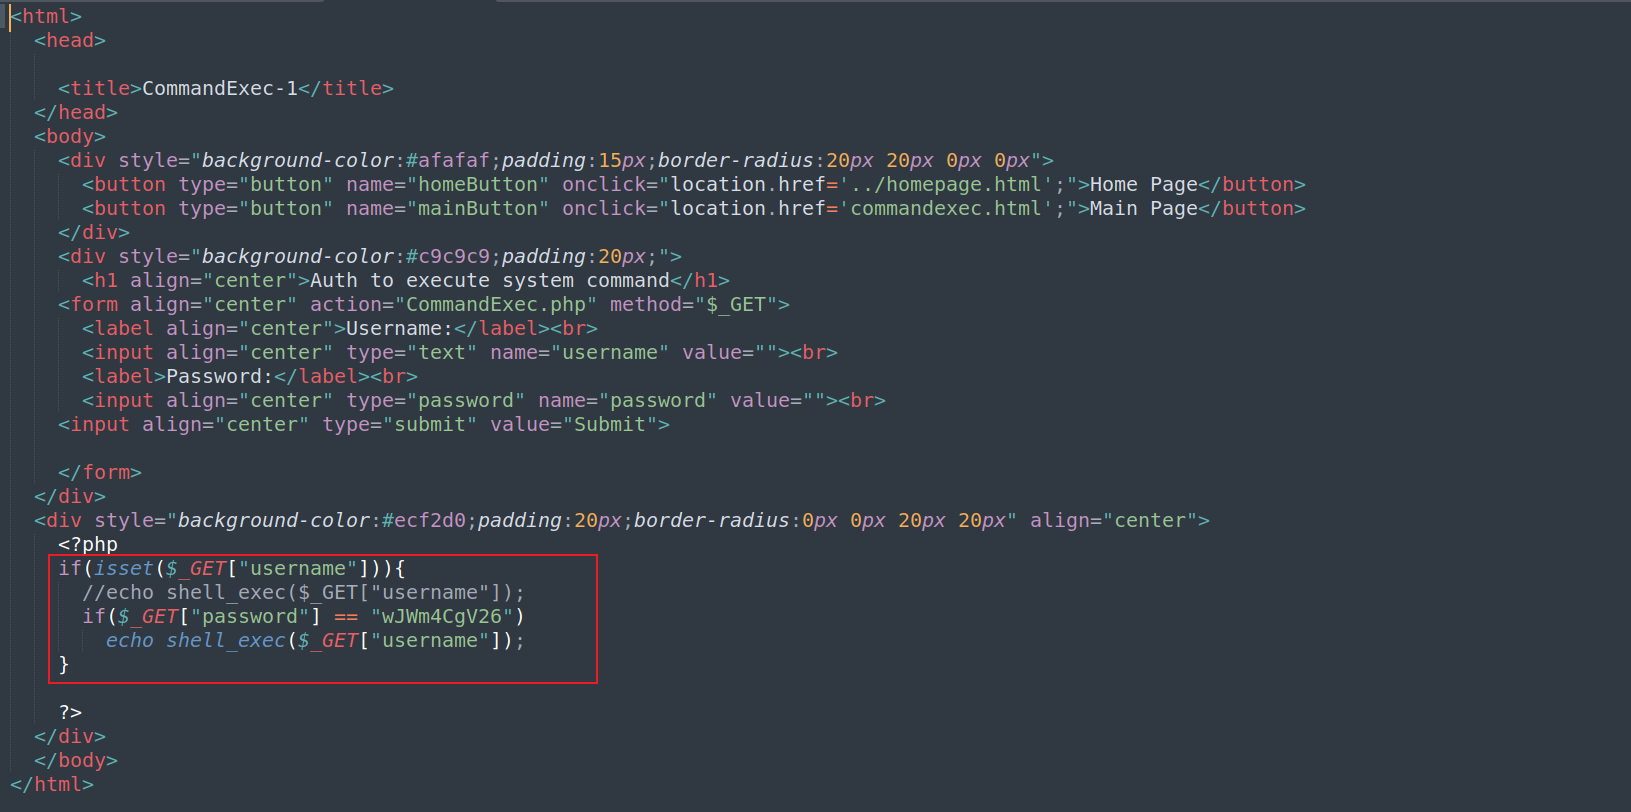 <html>
<head>
<title>CommandExec-1</title>
</head>
<body>
<div style="background-color:#afafaf;padding:15px;border-radius:20px 20px 0px 0px">
<button type="button" name="homeButton" onclick="location.href='../homepage.html';">Home Page</button>
<button type="button" name="mainButton" onclick="location.href='commandexec.html';">Main Page</button>
</div>
<div style="background-color:#c9c9c9;padding:20px;">
<h1 align="center">Auth to execute system command</h1>
<form align="center" action="CommandExec.php" method="$_GET">
<label align="center">Username:</label><br>
<input align="center" type="text" name="username" value=""><br>
<label>Password:</label><br>
<input align="center" type="password" name="password" value=""><br>
<input align="center" type="submit" value="Submit">
</form>
</div>
<div style="background-color:#ecf2d0;padding:20px;border-radius:0px 0px 20px 20px" align="center">
<?php
if(isset($_GET["username"])){
//echo shell_exec($_GET["username"]);
if($_GET["password"] == "wJWm4CgV26")
echo shell_exec($_GET["username"]);
}
?>
</div>
</body>
</html>